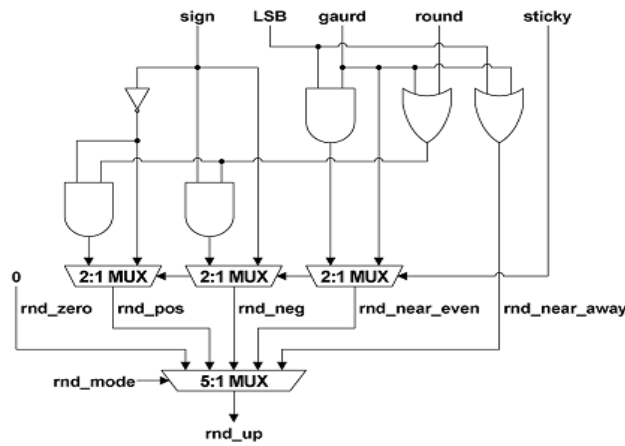 sign LSB gaurd round sticky
2:1 MUX 2:1 MUX 2:1 MUX
0
rnd_zero rnd_pos rnd_neg rnd_near_even rnd_near_away
rnd_mode 5:1 MUX
rnd_up